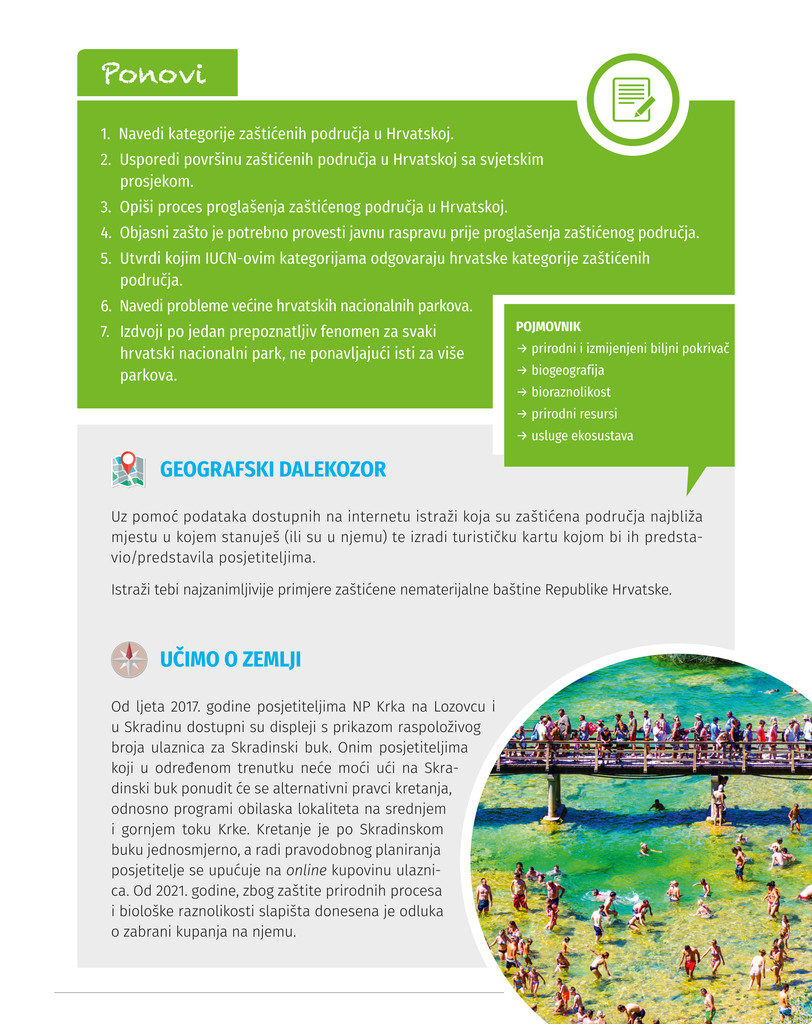 Ponovi
1. Navedi kategorije zaštićenih područja u Hrvatskoj.
2. Usporedi površinu zaštićenih područja u Hrvatskoj sa svjetskim
prosjekom.
3. Opiši proces proglašenja zaštićenog područja u Hrvatskoj.
4. Objasni zašto je potrebno provesti javnu raspravu prije proglašenja zaštićenog područja.
5. Utvrdi kojim IUCN-ovim kategorijama odgovaraju hrvatske kategorije zaštićenih
područja.
6. Navedi probleme većine hrvatskih nacionalnih parkova.
7. Izdvoji po jedan prepoznatljiv fenomen za svaki
hrvatski nacionalni park, ne ponavljajući isti za više
parkova.
POJMOVNIK
→ prirodni i izmijenjeni biljni pokrivač
→ biogeografija
→ bioraznolikost
→ prirodni resursi
→ usluge ekosustava
GEOGRAFSKI DALEKOZOR
Uz pomoć podataka dostupnih na internetu istraži koja su zaštićena područja najbliža
mjestu u kojem stanuješ (ili su u njemu) te izradi turističku kartu kojom bi ih predsta-
vio/predstavila posjetiteljima.
Istraži tebi najzanimljivije primjere zaštićene nematerijalne baštine Republike Hrvatske.
UČIMO O ZEMLJI
Od ljeta 2017. godine posjetiteljima NP Krka na Lozovcu i
u Skradinu dostupni su displeji s prikazom raspoloživog
broja ulaznica za Skradinski buk. Onim posjetiteljima
koji u određenom trenutku neće moći ući na Skra-
dinski buk ponudit će se alternativni pravci kretanja,
odnosno programi obilaska lokaliteta na srednjem
i gornjem toku Krke. Kretanje je po Skradinskom
buku jednosmjerno, a radi pravodobnog planiranja
posjetitelje se upućuje na online kupovinu ulazni-
ca. Od 2021. godine, zbog zaštite prirodnih procesa
i biološke raznolikosti slapišta donesena je odluka
o zabrani kupanja na njemu.